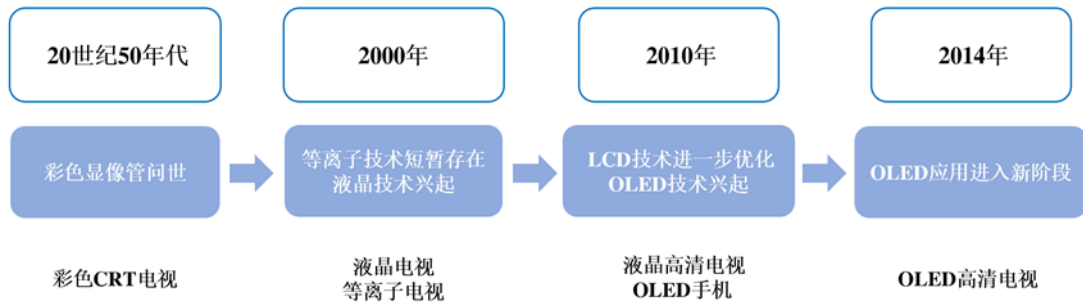 20世纪50年代
2000年
2010年
2014年
彩色显像管问世
等离子技术短暂存在
液晶技术兴起
LCD技术进一步优化
OLED技术兴起
OLED应用进入新阶段
彩色CRT电视
液晶电视
等离子电视
液晶高清电视
OLED手机
OLED高清电视